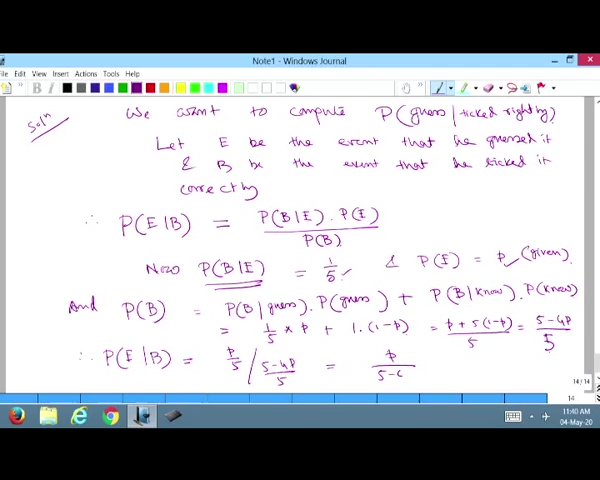 Note1 - Windows Journal
File Edit View Insert Actions Tools Help
Solⁿ
We want to compute P(guess | ticked rightly)
Let E be the event that he guessed it
& B be the event that he ticked it
correctly
∴ P(E|B) = P(B|E) . P(E) / P(B)
Now P(B|E) = 1/5 & P(E) = p (given).
And P(B) = P(B|guess) . P(guess) + P(B|know) . P(know)
= 1/5 × p + 1. (1-p) = p + 5(1-p) / 5 = 5-4p / 5
∴ P(E|B) = p/5 / 5-4p/5 = p / 5-
14/14
14
11:40 AM
04-May-20